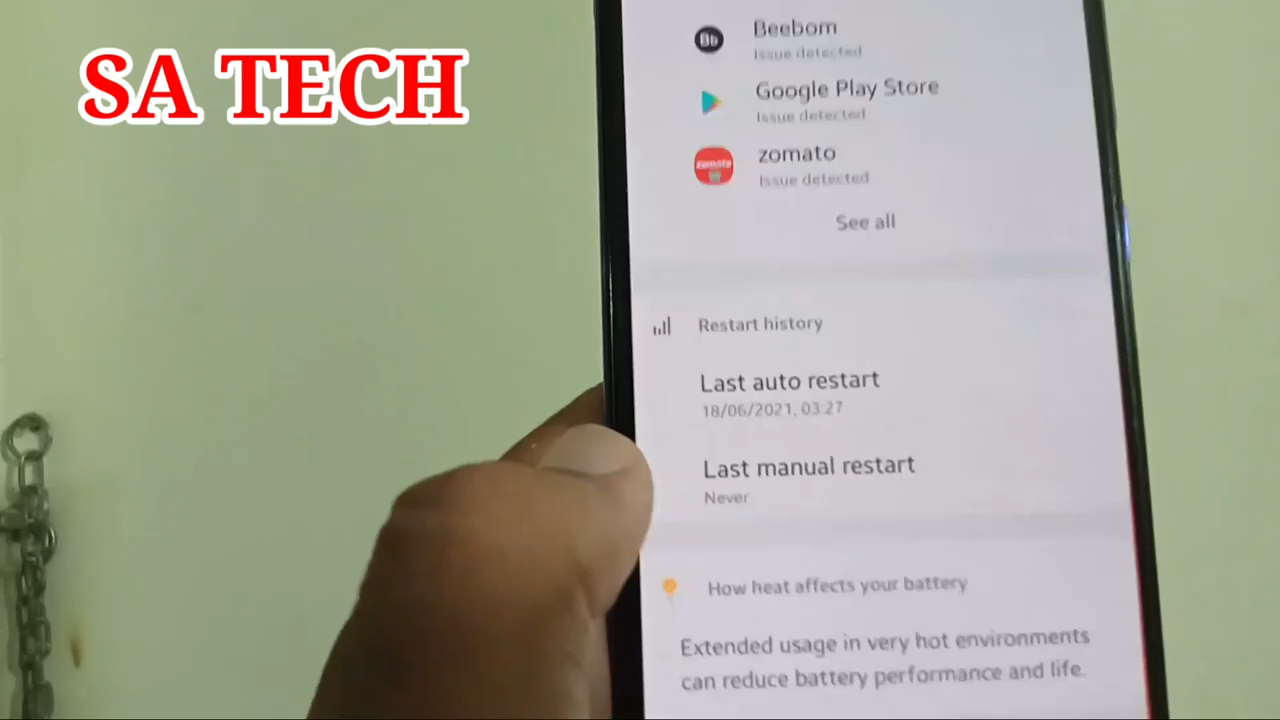 SA TECH
Beebom
Issue detected
Google Play Store
Issue detected
zomato
Issue detected
See all
Restart history
Last auto restart
18/06/2021, 03:27
Last manual restart
Never
How heat affects your battery
Extended usage in very hot environments
can reduce battery performance and life.